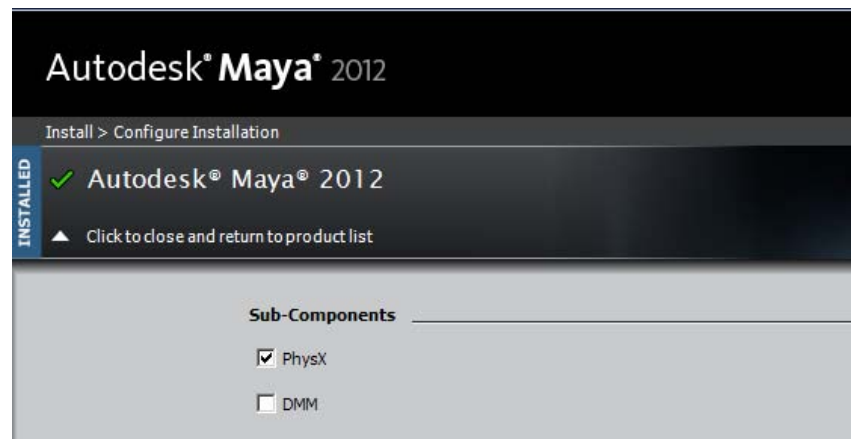 Autodesk® Maya® 2012
Install > Configure Installation
INSTALLED
Autodesk® Maya® 2012
Click to close and return to product list
Sub-Components
PhysX
DMM